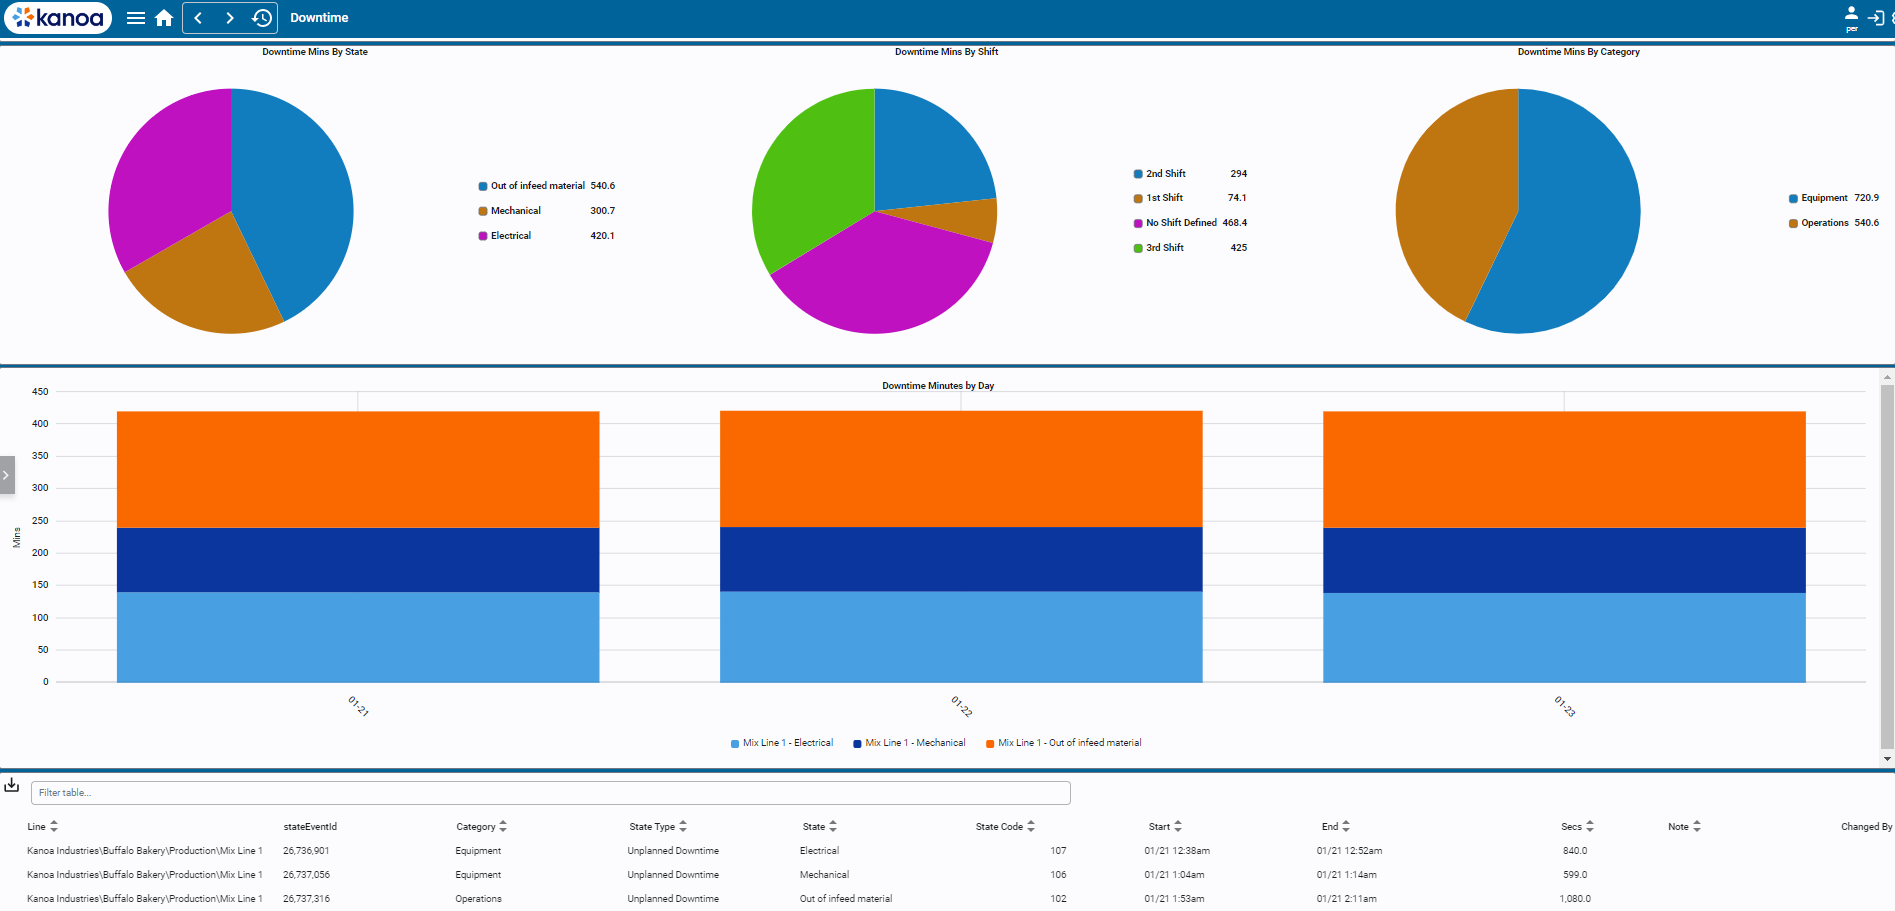 kanoa
Downtime
per
Downtime Mins By State
Downtime Mins By Shift
Downtime Mins By Category
Out of infeed material 540.6
Mechanical 300.7
Electrical 420.1
2nd Shift 294
1st Shift 74.1
No Shift Defined 468.4
3rd Shift 425
Equipment 720.9
Operations 540.6
Downtime Minutes by Day
Mins
450
400
350
300
250
200
150
100
50
0
01-21
01-22
01-23
Mix Line 1 - Electrical
Mix Line 1 - Mechanical
Mix Line 1 - Out of infeed material
Filter table...
Line stateEventId Category State Type State State Code Start End Secs Note Changed By
Kanoa Industries\Buffalo Bakery\Production\Mix Line 1 26,736,901 Equipment Unplanned Downtime Electrical 107 01/21 12:38am 01/21 12:52am 840.0
Kanoa Industries\Buffalo Bakery\Production\Mix Line 1 26,737,056 Equipment Unplanned Downtime Mechanical 106 01/21 1:04am 01/21 1:14am 599.0
Kanoa Industries\Buffalo Bakery\Production\Mix Line 1 26,737,316 Operations Unplanned Downtime Out of infeed material 102 01/21 1:53am 01/21 2:11am 1,080.0